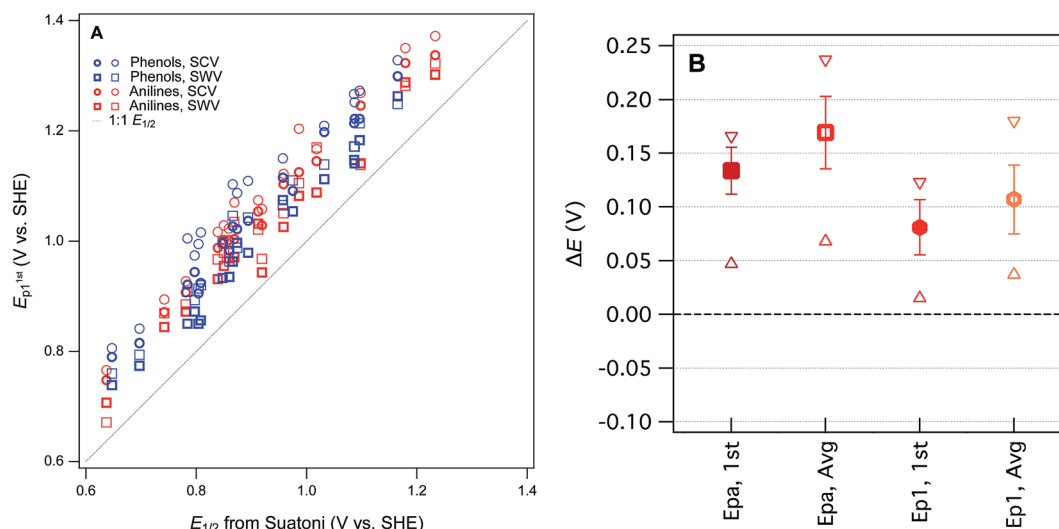 A
Phenols, SCV
Phenols, SWV
Anilines, SCV
Anilines, SWV
1:1 E1/2
1.4
1.2
1.0
0.8
0.6
Ep1 1st (V vs. SHE)
0.6
0.8
1.0
1.2
1.4
E1/2 from Suatoni (V vs. SHE)
B
0.25
0.20
0.15
0.10
0.05
0.00
-0.05
-0.10
ΔE (V)
Epa, 1st
Epa, Avg
Ep1, 1st
Ep1, Avg